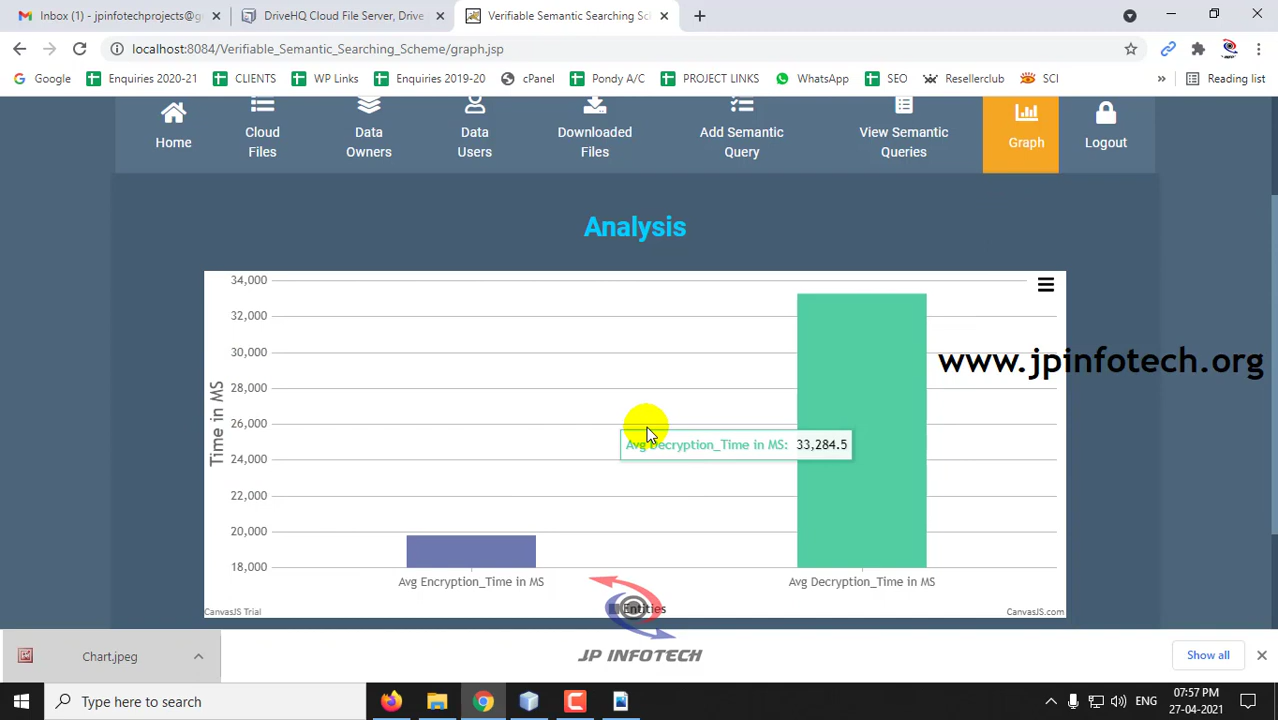 Inbox (1) - jpinfotechprojects@g
DriveHQ Cloud File Server, Drive
Verifiable Semantic Searching Sc
localhost:8084/Verifiable_Semantic_Searching_Scheme/graph.jsp
Google
Enquiries 2020-21
CLIENTS
WP Links
Enquiries 2019-20
cPanel
Pondy A/C
PROJECT LINKS
WhatsApp
SEO
Resellerclub
SCI
»
Reading list
Home
Cloud Files
Data Owners
Data Users
Downloaded Files
Add Semantic Query
View Semantic Queries
Graph
Logout
Analysis
34,000
32,000
30,000
28,000
26,000
24,000
22,000
20,000
18,000
Time in MS
www.jpinfotech.org
Avg Decryption_Time in MS: 33,284.5
Avg Encryption_Time in MS
Avg Decryption_Time in MS
Entities
CanvasJS Trial
CanvasJS.com
JP INFOTECH
Chart.jpeg
Show all
Type here to search
ENG
07:57 PM
27-04-2021